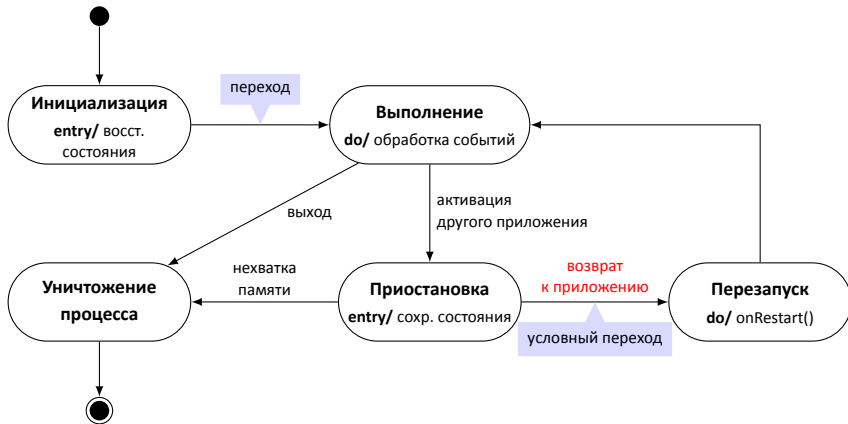 Инициализация
entry/ восст.
состояния
переход
Выполнение
do/ обработка событий
выход
активация
другого приложения
Уничтожение
процесса
нехватка
памяти
Приостановка
entry/ сохр. состояния
возврат
к приложению
условный переход
Перезапуск
do/ onRestart()